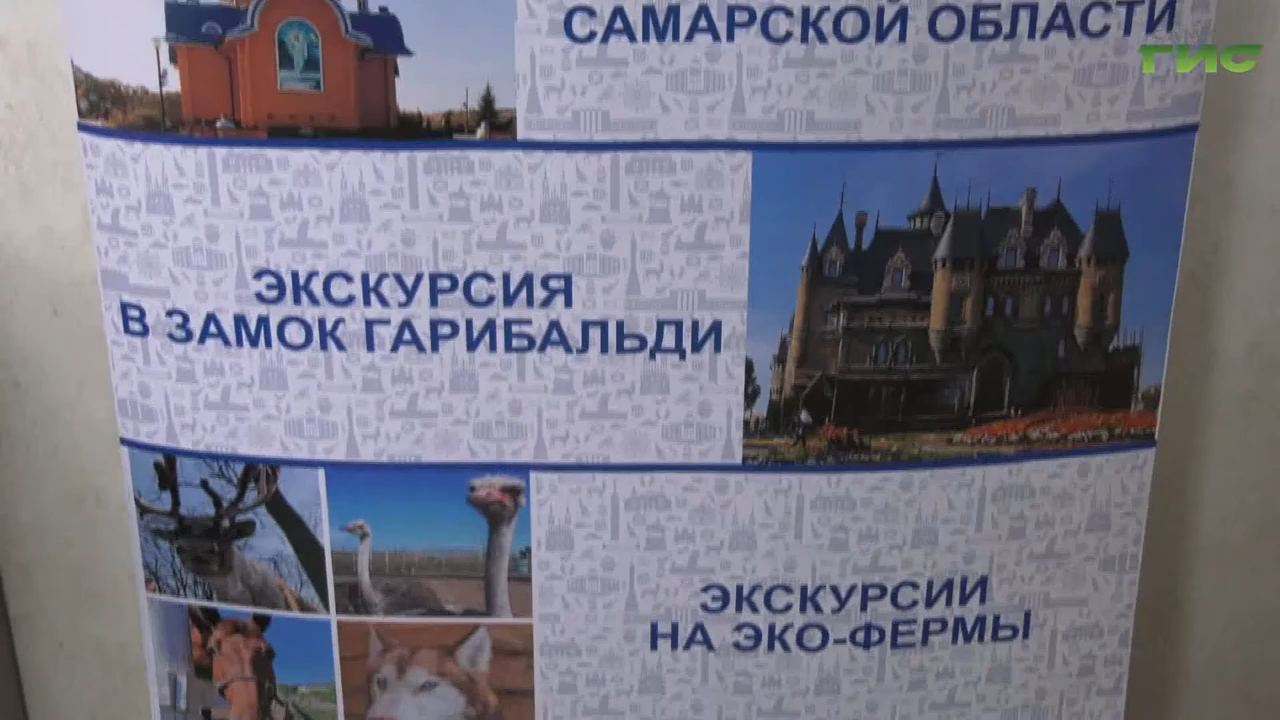 САМАРСКОЙ ОБЛАСТИ
ГИС
ЭКСКУРСИЯ
В ЗАМОК ГАРИБАЛЬДИ
ЭКСКУРСИИ
НА ЭКО-ФЕРМЫ